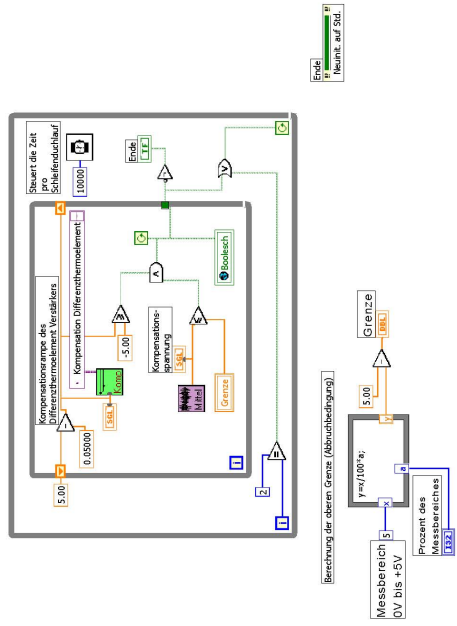 Steuert die Zeit
pro
Schleifenduchlauf
10000
Kompensationsrampe des
Differenzthermoelement Verstärkers
5.00
0.05000
Kompensation Differenzthermoelement
Komp
SGL
-5.00
Kompensations-
spannung
SGL
Mittel
Grenze
Boolesch
Ende
TF
i
2
i
Ende
Neuinit. auf Std.
Berechnung der oberen Grenze (Abbruchbedingung)
Messbereich
0V bis +5V
5
x
y=x/100*a;
y
a
5.00
Grenze
DBL
Prozent des
Messbereiches
I32